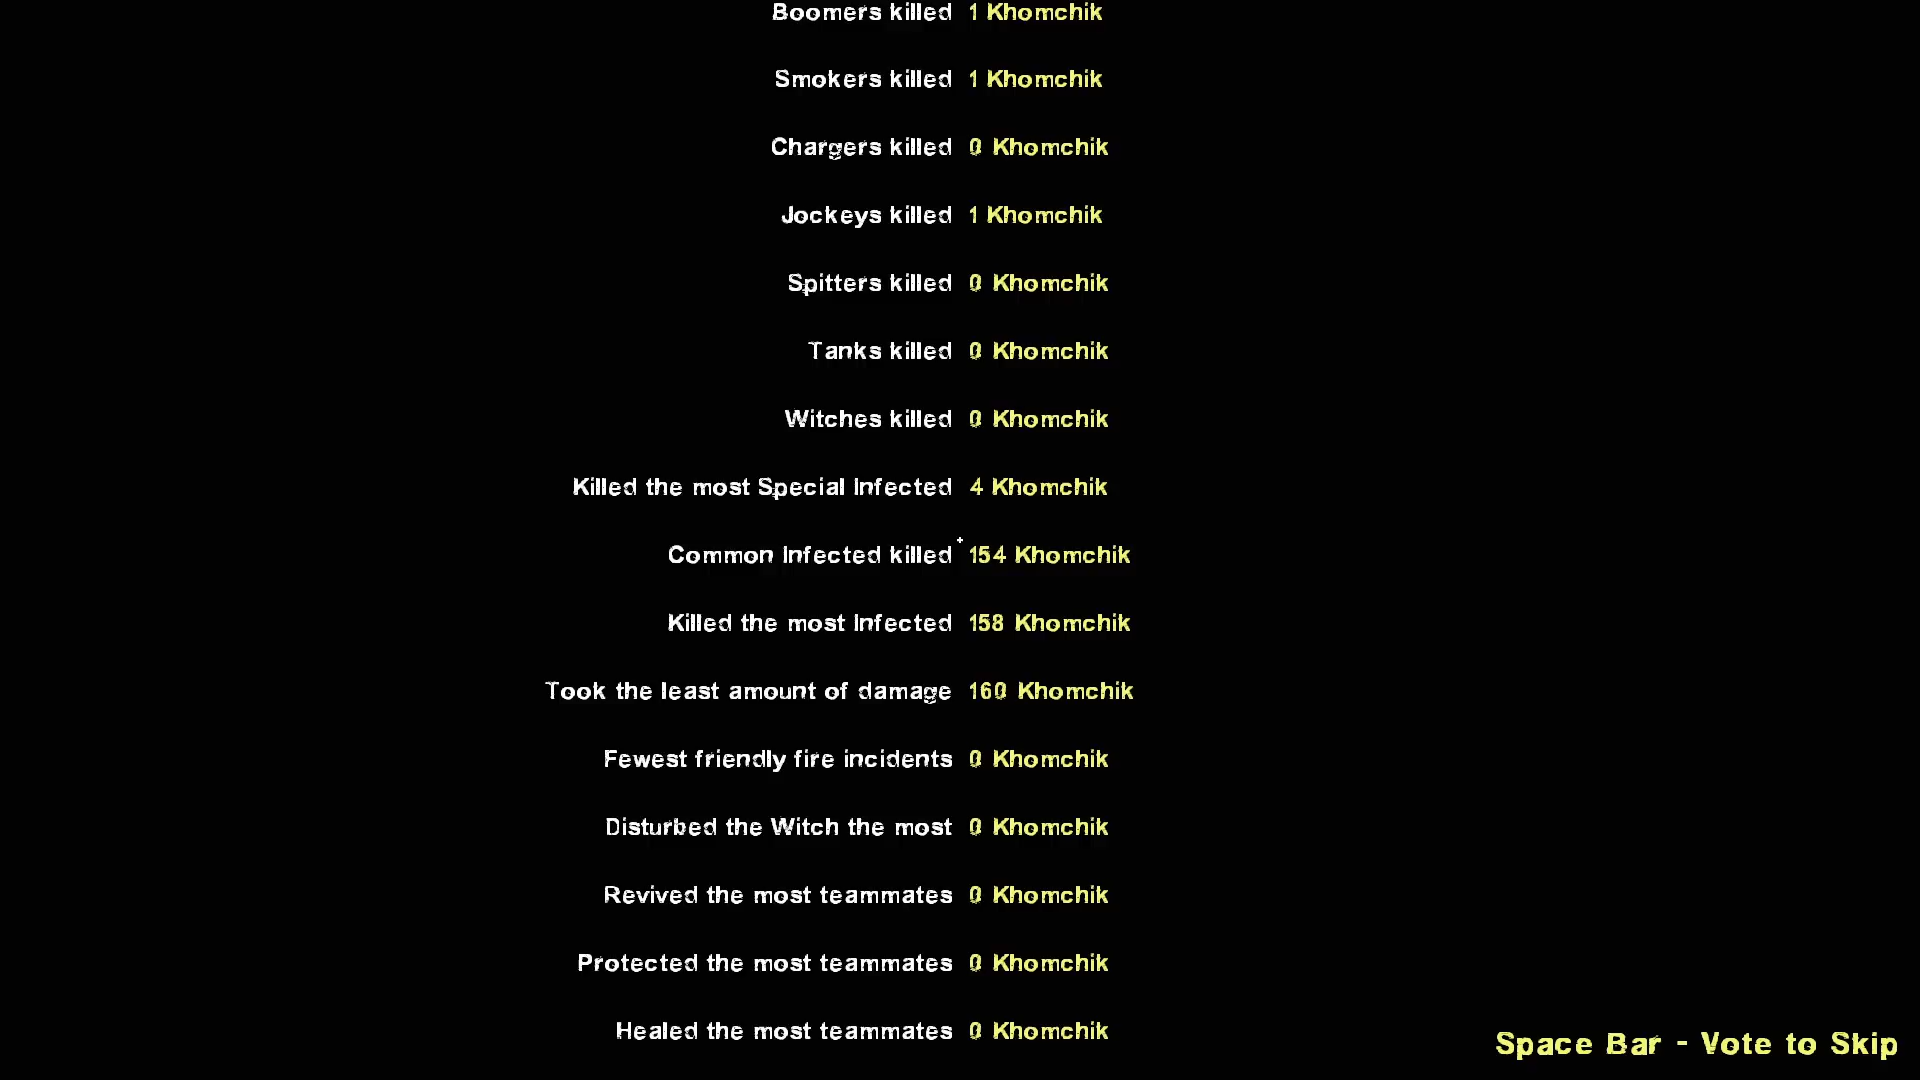 Boomers killed 1 Khomchik
Smokers killed 1 Khomchik
Chargers killed 0 Khomchik
Jockeys killed 1 Khomchik
Spitters killed 0 Khomchik
Tanks killed 0 Khomchik
Witches killed 0 Khomchik
Killed the most Special Infected 4 Khomchik
Common Infected killed 154 Khomchik
Killed the most Infected 158 Khomchik
Took the least amount of damage 160 Khomchik
Fewest friendly fire incidents 0 Khomchik
Disturbed the Witch the most 0 Khomchik
Revived the most teammates 0 Khomchik
Protected the most teammates 0 Khomchik
Healed the most teammates 0 Khomchik
Space Bar - Vote to Skip